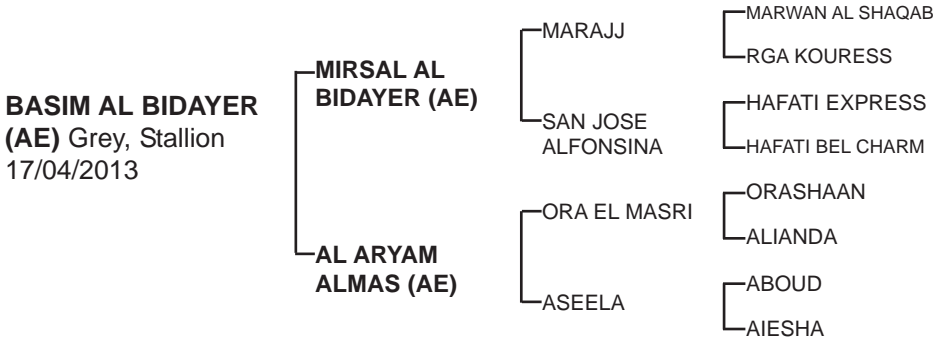 BASIM AL BIDAYER
(AE) Grey, Stallion
17/04/2013
MIRSAL AL
BIDAYER (AE)
AL ARYAM
ALMAS (AE)
MARAJJ
SAN JOSE
ALFONSINA
ORA EL MASRI
ASEELA
MARWAN AL SHAQAB
RGA KOURESS
HAFATI EXPRESS
HAFATI BEL CHARM
ORASHAAN
ALIANDA
ABOUD
AIESHA